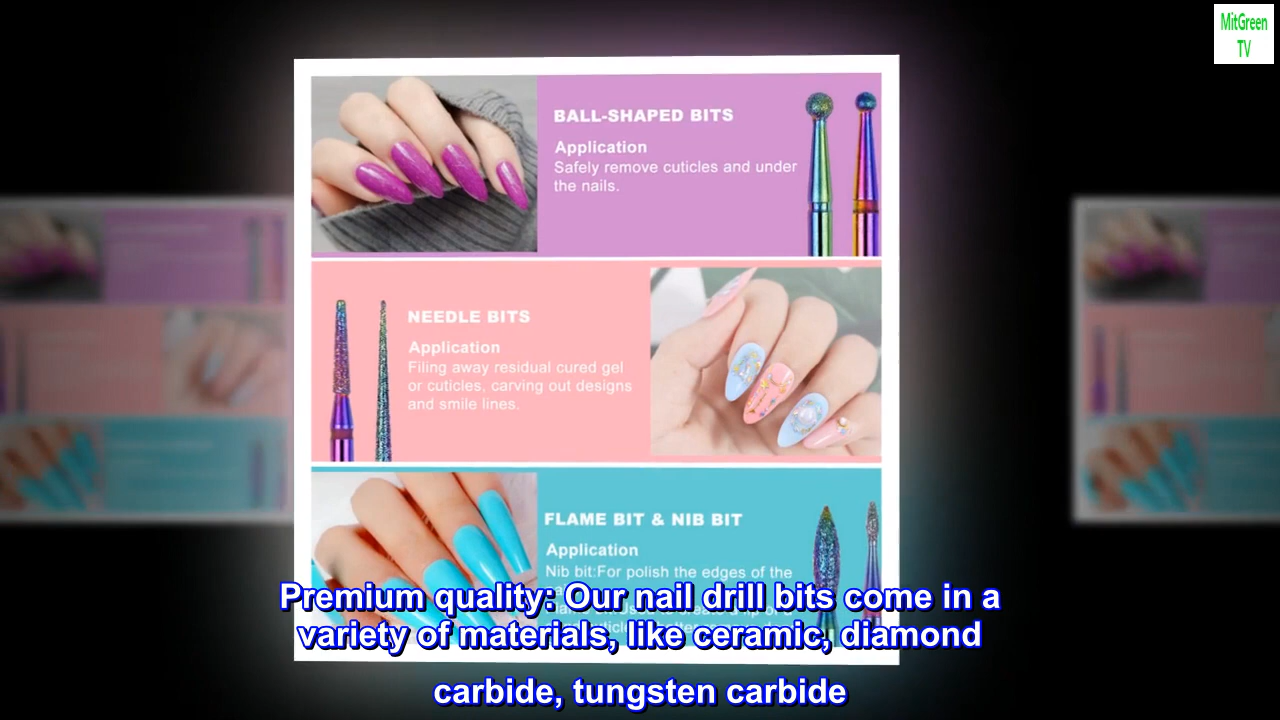 MitGreen
TV
BALL-SHAPED BITS
Application
Safely remove cuticles and under
the nails.
NEEDLE BITS
Application
Filing away residual cured gel
or cuticles, carving out designs
and smile lines.
FLAME BIT & NIB BIT
Application
Nib bit:For polish the edges of the
Premium quality: Our nail drill bits come in a
variety of materials, like ceramic, diamond
carbide, tungsten carbide